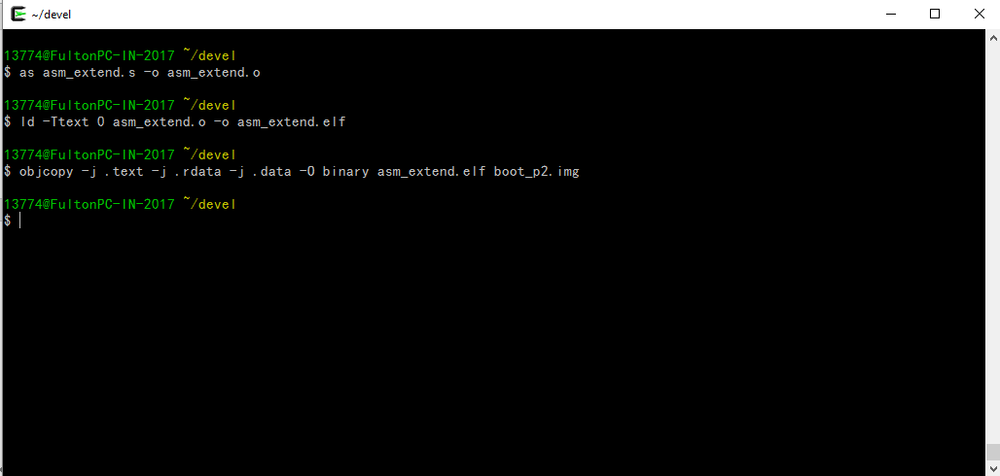 ~/devel
13774@FultonPC-IN-2017 ~/devel
$ as asm_extend.s -o asm_extend.o
13774@FultonPC-IN-2017 ~/devel
$ ld -Ttext 0 asm_extend.o -o asm_extend.elf
13774@FultonPC-IN-2017 ~/devel
$ objcopy -j .text -j .rdata -j .data -O binary asm_extend.elf boot_p2.img
13774@FultonPC-IN-2017 ~/devel
$